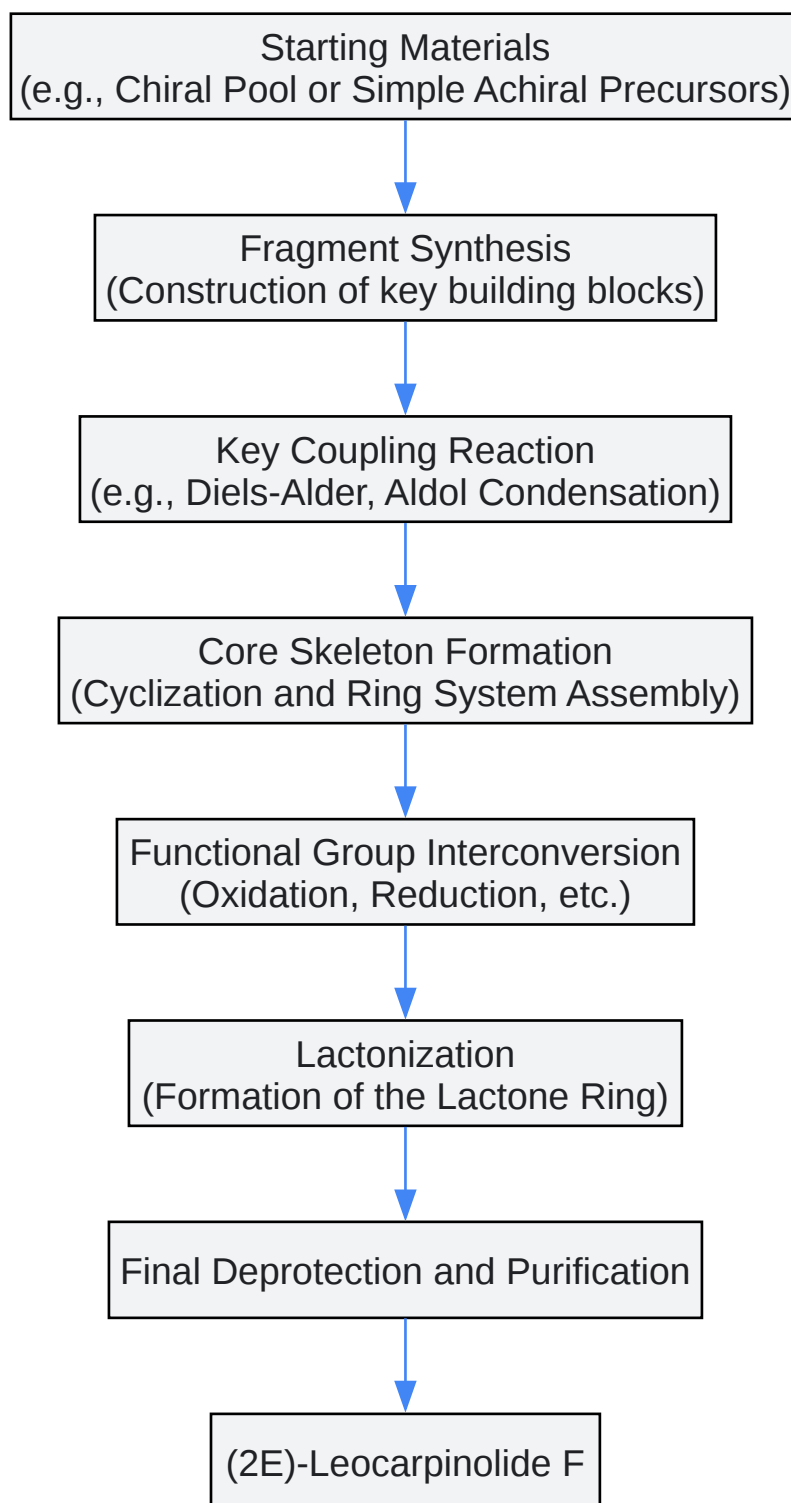 Starting Materials
(e.g., Chiral Pool or Simple Achiral Precursors)
Fragment Synthesis
(Construction of key building blocks)
Key Coupling Reaction
(e.g., Diels-Alder, Aldol Condensation)
Core Skeleton Formation
(Cyclization and Ring System Assembly)
Functional Group Interconversion
(Oxidation, Reduction, etc.)
Lactonization
(Formation of the Lactone Ring)
Final Deprotection and Purification
(2E)-Leocarpinolide F